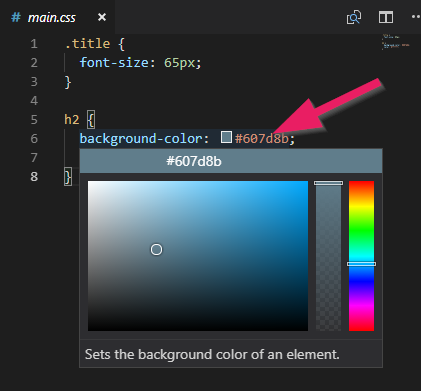 # main.css ×
1 .title {
2 font-size: 65px;
3 }
4
5 h2 {
6 background-color: #607d8b;
7
#607d8b
8 }
Sets the background color of an element.